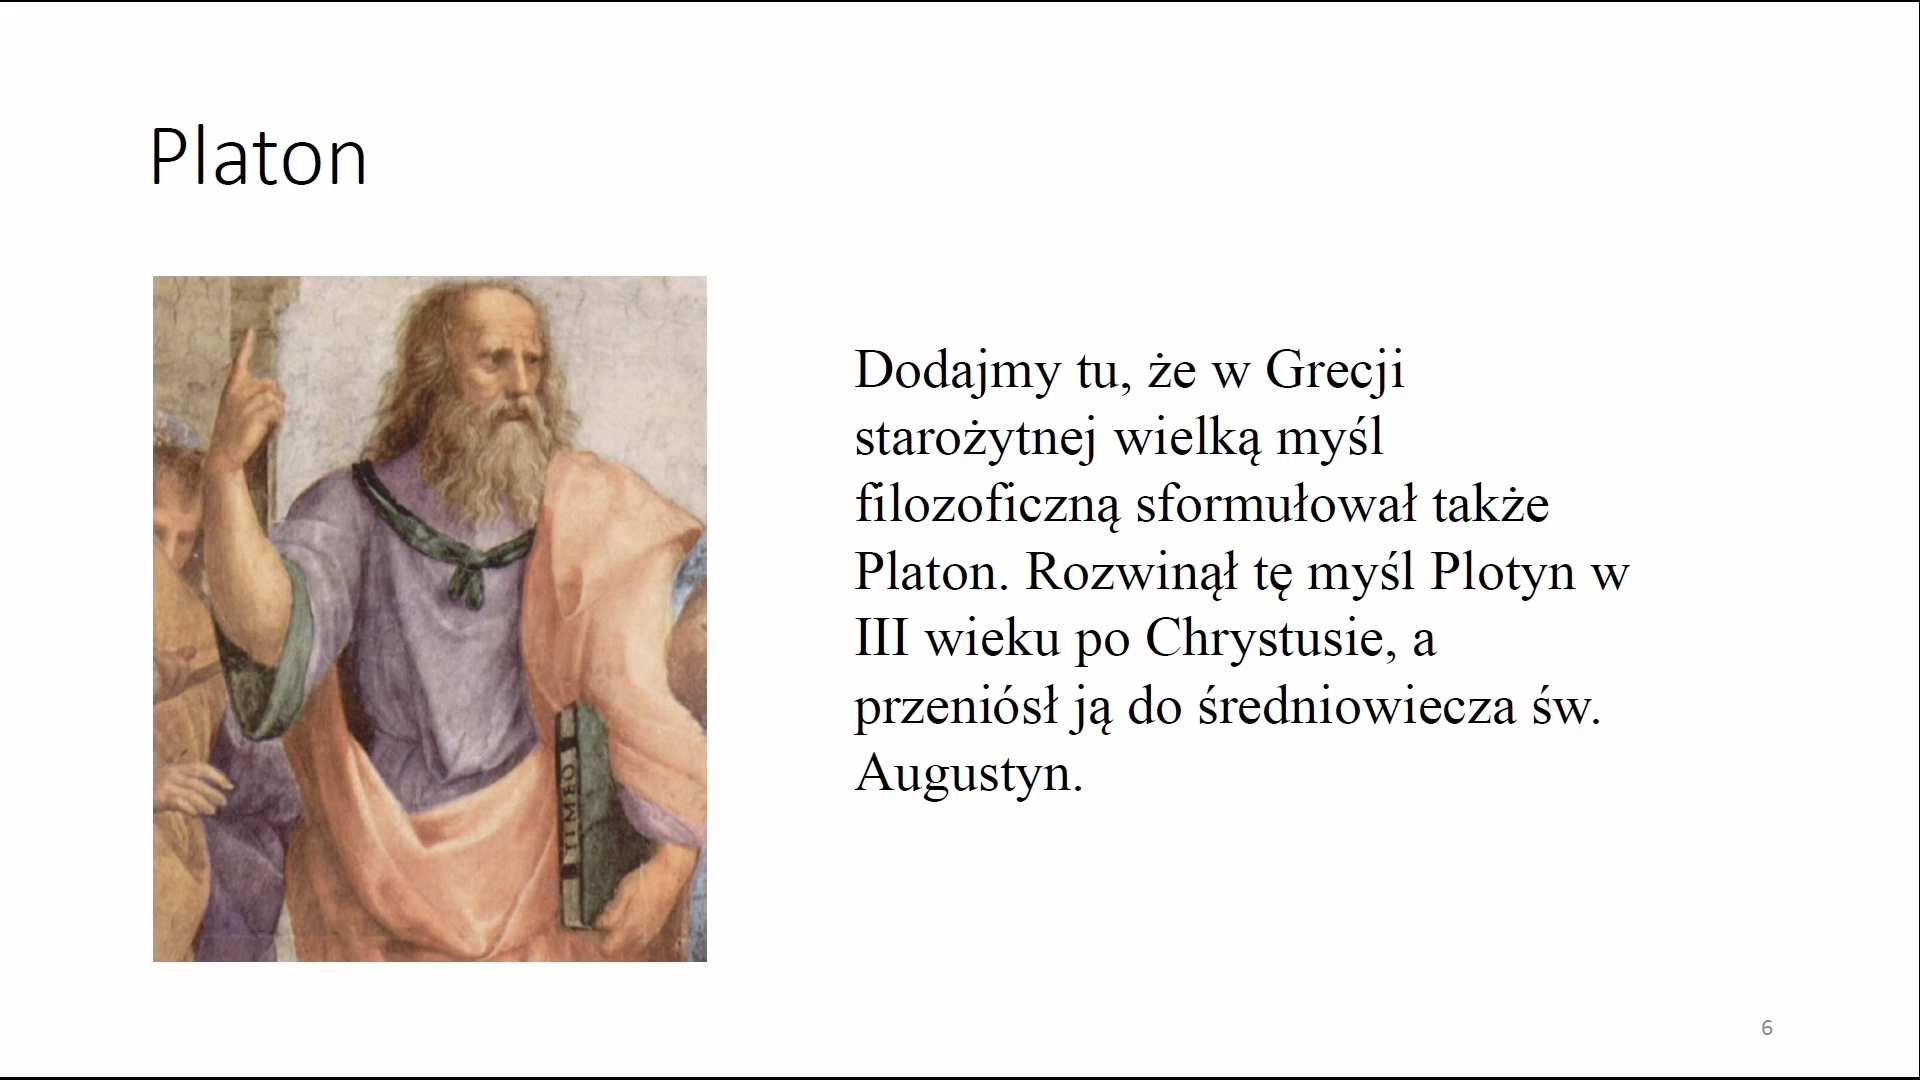 Platon
TIMEO
Dodajmy tu, że w Grecji
starożytnej wielką myśl
filozoficzną sformułował także
Platon. Rozwinął tę myśl Plotyn w
III wieku po Chrystusie, a
przeniósł ją do średniowiecza św.
Augustyn.
6